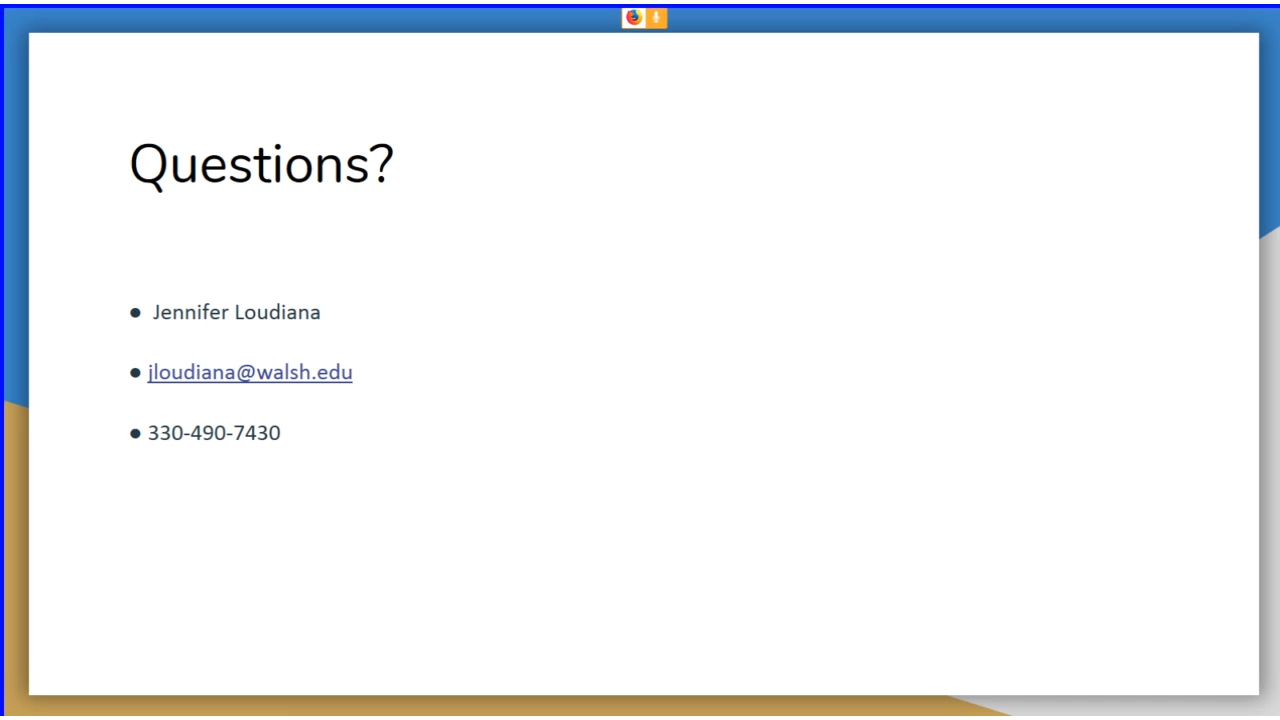 Questions?
● Jennifer Loudiana
● jloudiana@walsh.edu
● 330-490-7430